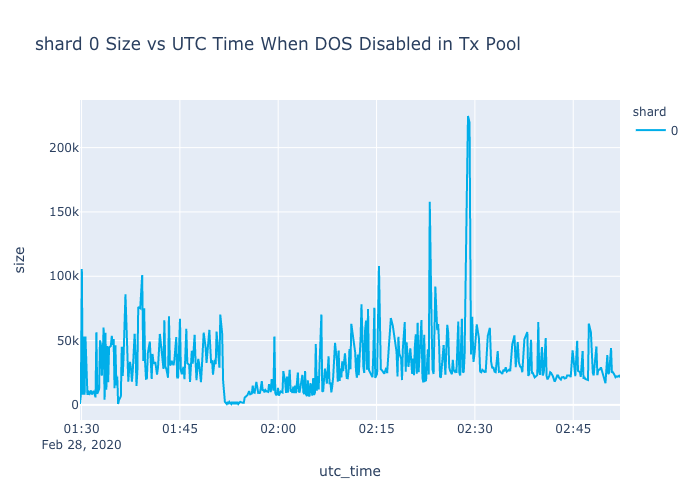 shard 0 Size vs UTC Time When DOS Disabled in Tx Pool
shard
0
200k
150k
100k
50k
0
size
01:30 01:45 02:00 02:15 02:30 02:45
Feb 28, 2020
utc_time